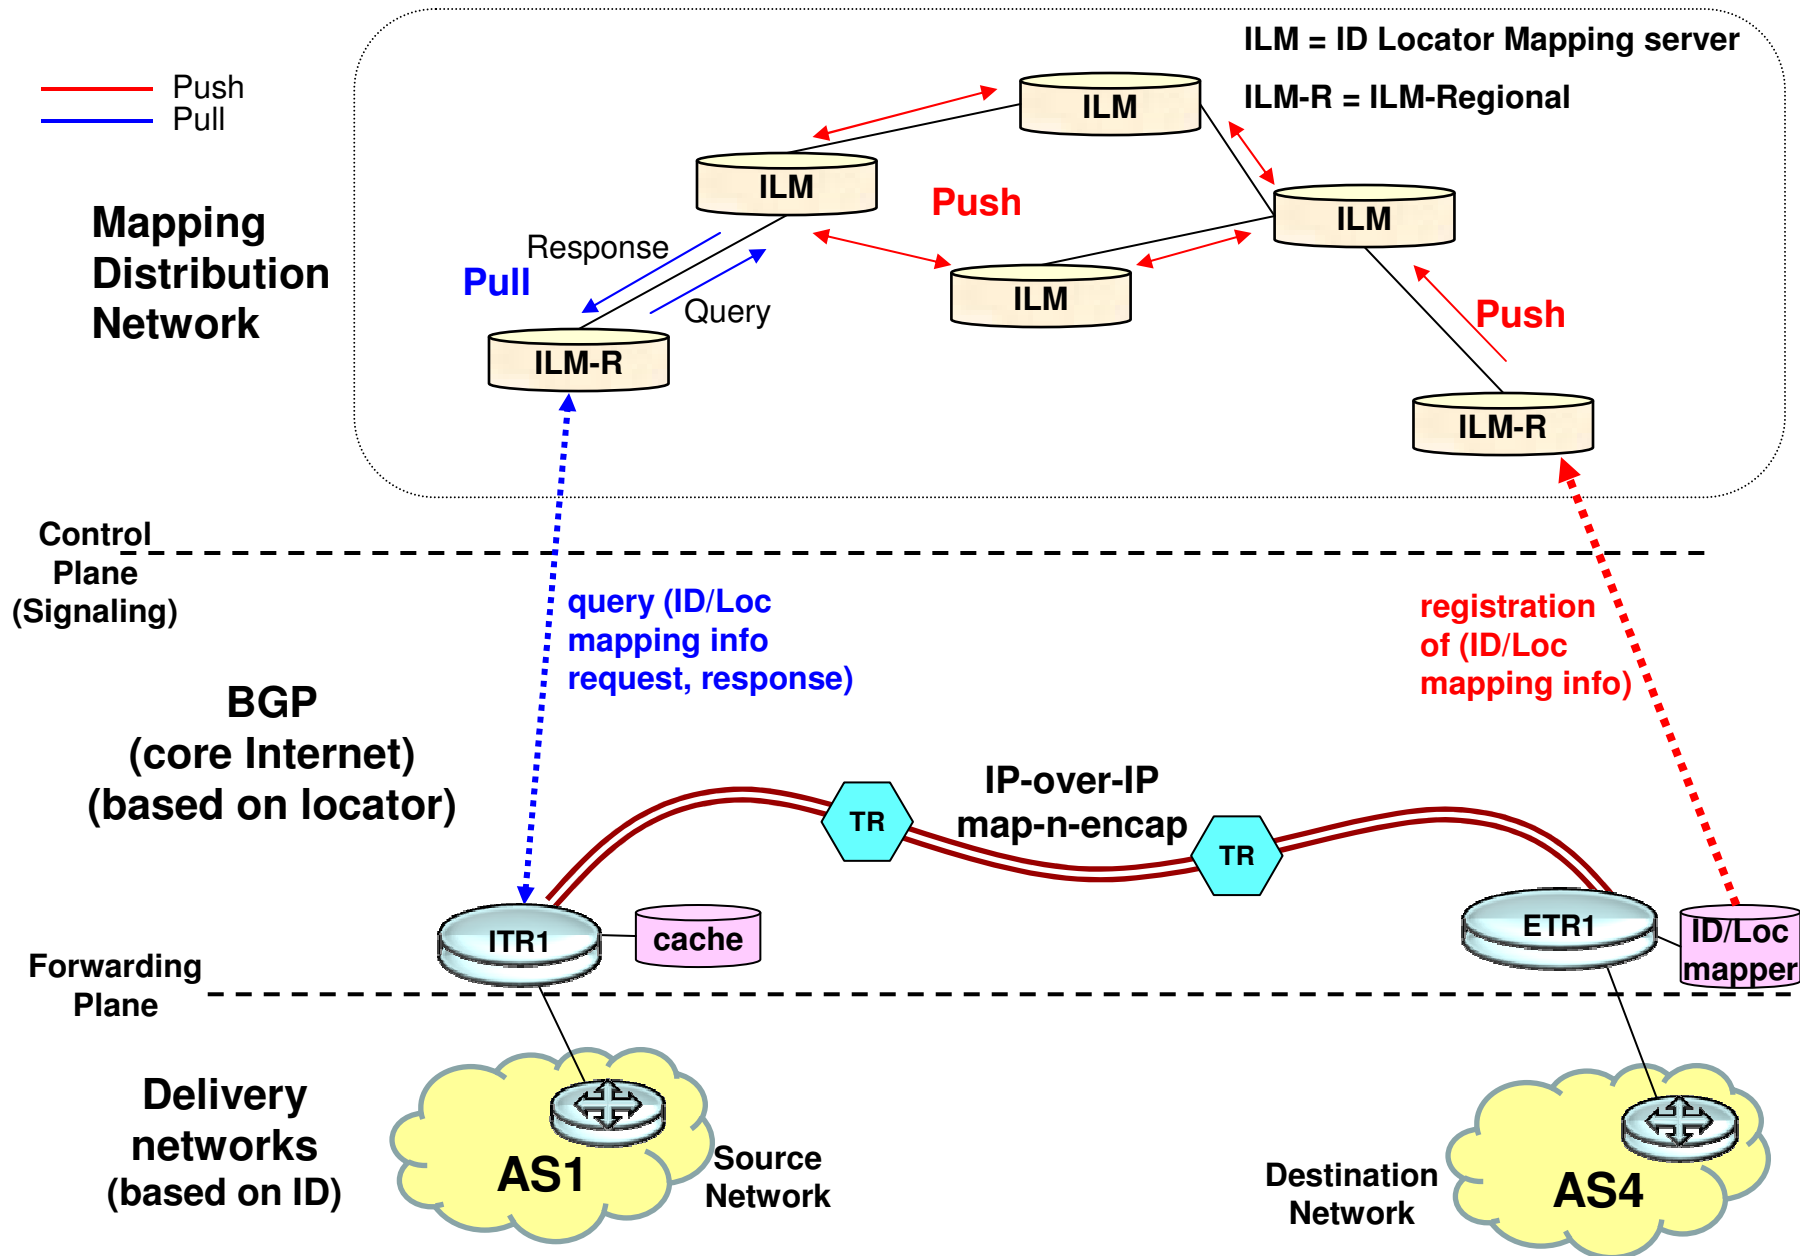 ILM = ID Locator Mapping server
ILM-R = ILM-Regional
Push
Pull
ILM
ILM
ILM
ILM
Push
Mapping
Distribution
Network
Response
Pull
Query
Push
ILM-R
ILM-R
Control
Plane
(Signaling)
query (ID/Loc
mapping info
request, response)
registration
of (ID/Loc
mapping info)
BGP
(core Internet)
(based on locator)
IP-over-IP
map-n-encap
TR
TR
ITR1
cache
ETR1
ID/Loc
mapper
Forwarding
Plane
Delivery
networks
(based on ID)
AS1
Source
Network
Destination
Network
AS4